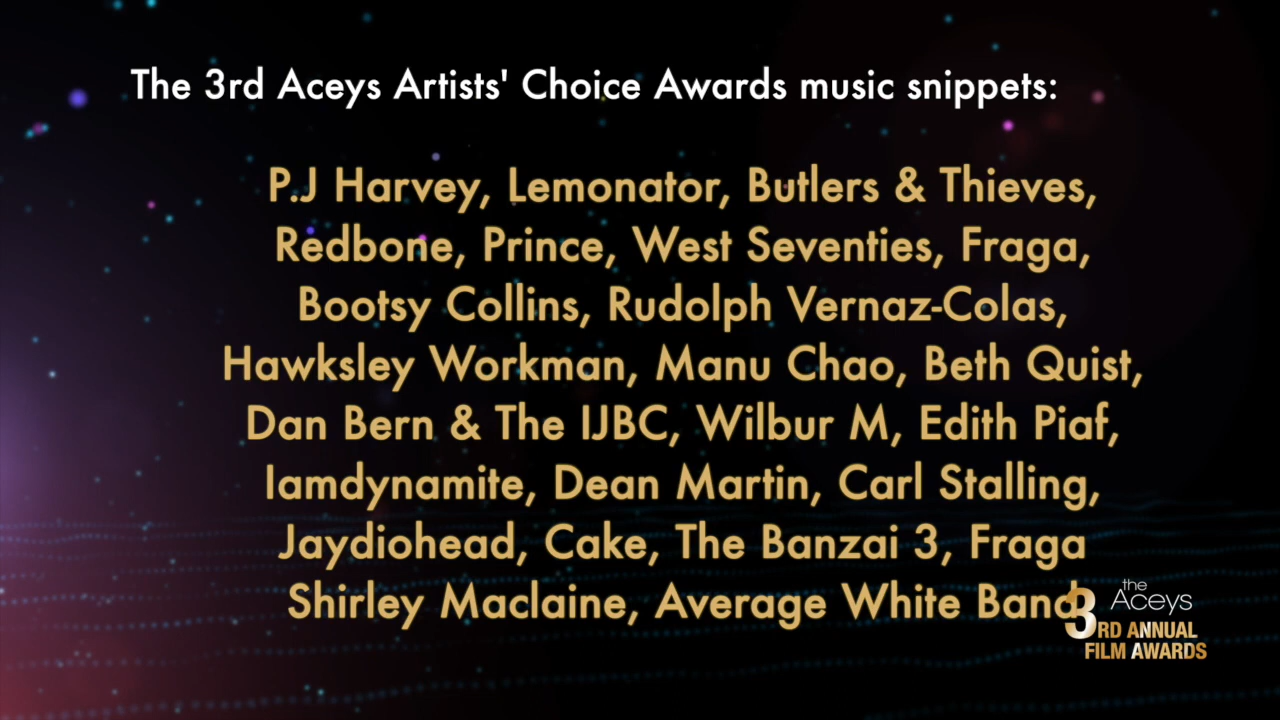 The 3rd Aceys Artists' Choice Awards music snippets:
P.J Harvey, Lemonator, Butlers & Thieves,
Redbone, Prince, West Seventies, Fraga,
Bootsy Collins, Rudolph Vernaz-Colas,
Hawksley Workman, Manu Chao, Beth Quist,
Dan Bern & The IJBC, Wilbur M, Edith Piaf,
Iamdynamite, Dean Martin, Carl Stalling,
Jaydiohead, Cake, The Banzai 3, Fraga
Shirley Maclaine, Average White Band
the
Aceys
3RD ANNUAL
FILM AWARDS